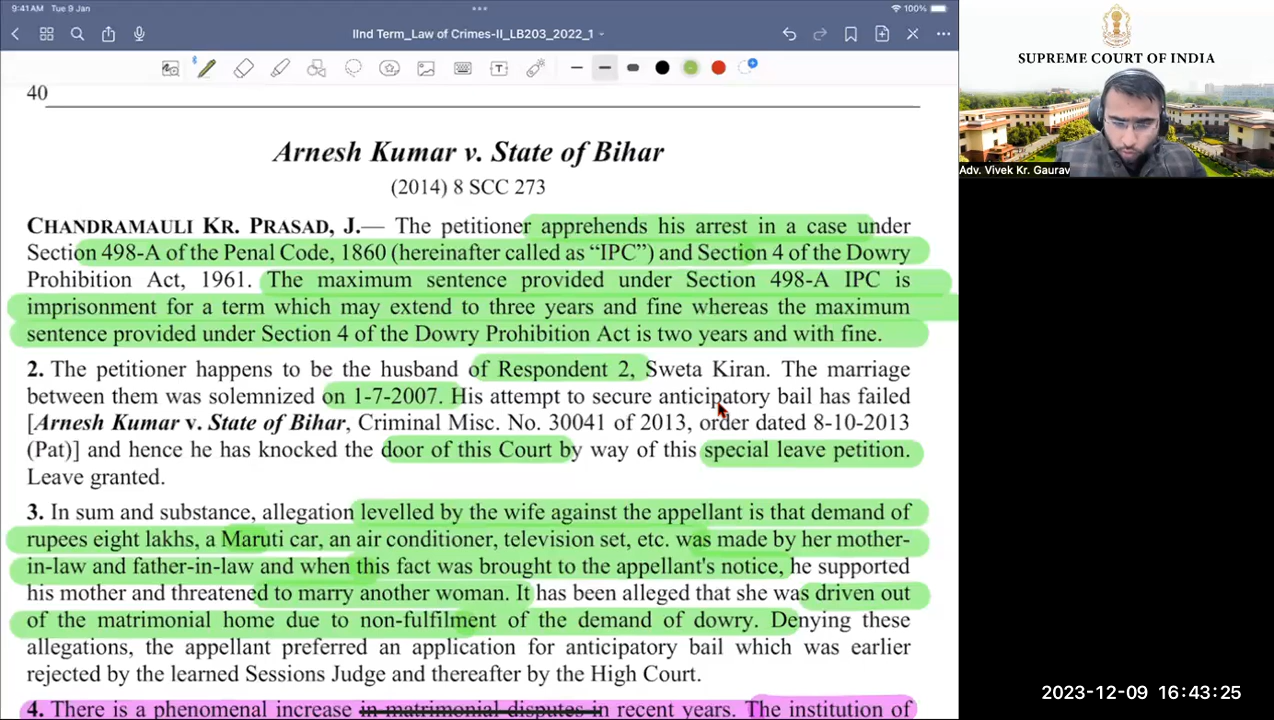 9:41 AM Tue 9 Jan
100%
IInd Term_Law of Crimes-II_LB203_2022_1
T
40
Arnesh Kumar v. State of Bihar
(2014) 8 SCC 273
CHANDRAMAULI KR. PRASAD, J.— The petitioner apprehends his arrest in a case under
Section 498-A of the Penal Code, 1860 (hereinafter called as “IPC”) and Section 4 of the Dowry
Prohibition Act, 1961. The maximum sentence provided under Section 498-A IPC is
imprisonment for a term which may extend to three years and fine whereas the maximum
sentence provided under Section 4 of the Dowry Prohibition Act is two years and with fine.
2. The petitioner happens to be the husband of Respondent 2, Sweta Kiran. The marriage
between them was solemnized on 1-7-2007. His attempt to secure anticipatory bail has failed
[Arnesh Kumar v. State of Bihar, Criminal Misc. No. 30041 of 2013, order dated 8-10-2013
(Pat)] and hence he has knocked the door of this Court by way of this special leave petition.
Leave granted.
3. In sum and substance, allegation levelled by the wife against the appellant is that demand of
rupees eight lakhs, a Maruti car, an air conditioner, television set, etc. was made by her mother-
in-law and father-in-law and when this fact was brought to the appellant's notice, he supported
his mother and threatened to marry another woman. It has been alleged that she was driven out
of the matrimonial home due to non-fulfilment of the demand of dowry. Denying these
allegations, the appellant preferred an application for anticipatory bail which was earlier
rejected by the learned Sessions Judge and thereafter by the High Court.
4. There is a phenomenal increase in matrimonial disputes in recent years. The institution of
SUPREME COURT OF INDIA
Adv. Vivek Kr. Gaurav
2023-12-09 16:43:25